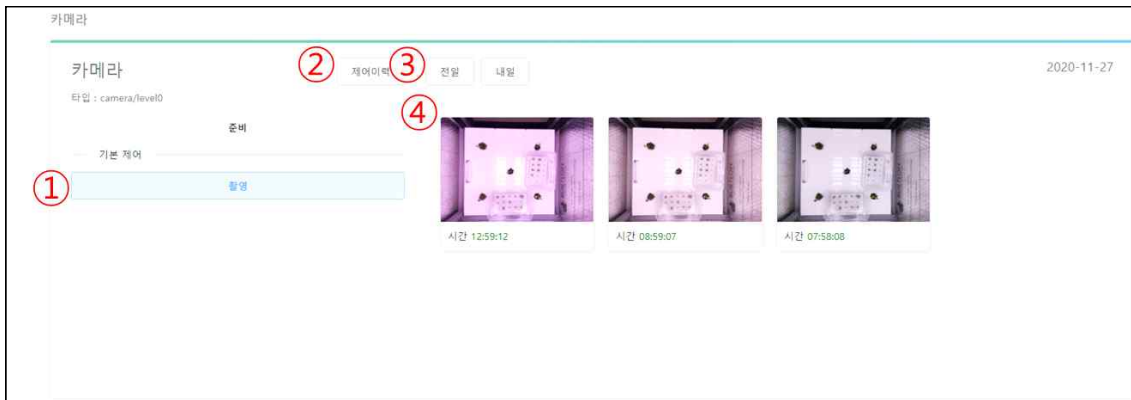 카메라
카메라
② 제어이력 ③ 전일 내일
2020-11-27
타입 : camera/level0
준비
기본 제어
① 촬영
④
시간 12:59:12
시간 08:59:07
시간 07:58:08